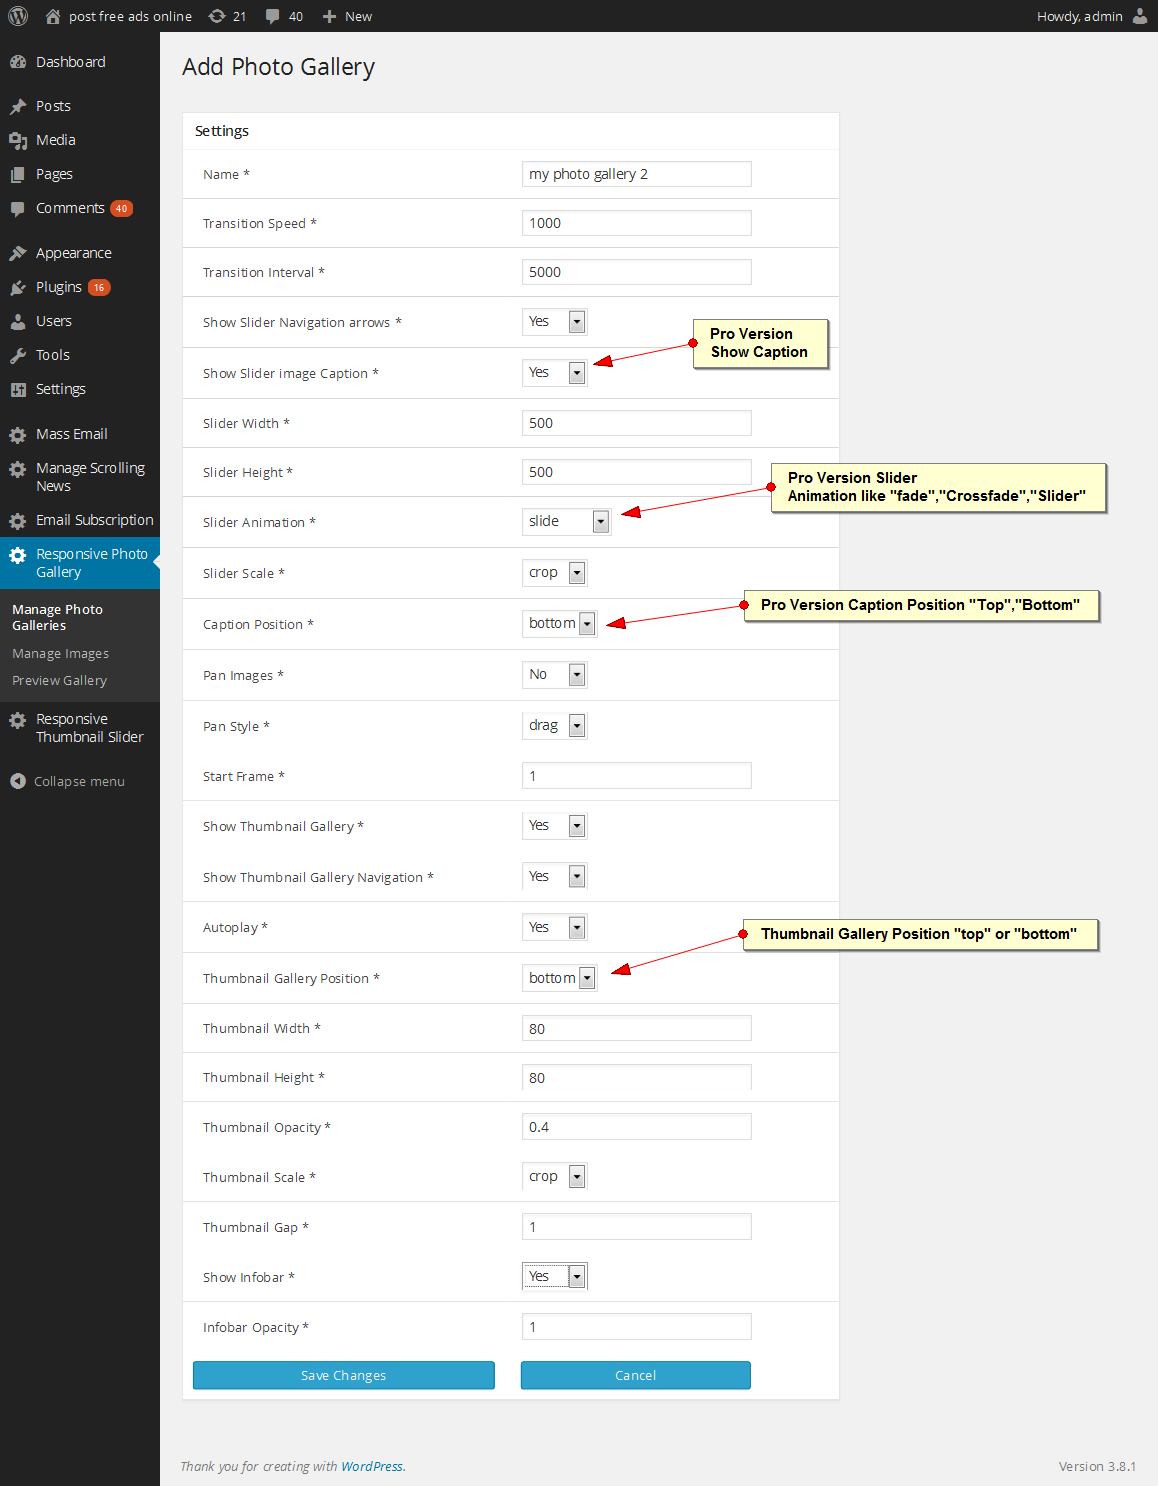 post free ads online 21 40 New Howdy, admin
Dashboard
Posts
Media
Pages
Comments 40
Appearance
Plugins 16
Users
Tools
Settings
Mass Email
Manage Scrolling
News
Email Subscription
Responsive Photo
Gallery
Manage Photo
Galleries
Manage Images
Preview Gallery
Responsive
Thumbnail Slider
Collapse menu
Add Photo Gallery
Settings
Name * my photo gallery 2
Transition Speed * 1000
Transition Interval * 5000
Show Slider Navigation arrows * Yes
Pro Version
Show Caption
Show Slider image Caption * Yes
Slider Width * 500
Slider Height * 500
Pro Version Slider
Animation like "fade","Crossfade","Slider"
Slider Animation * slide
Slider Scale * crop
Pro Version Caption Position "Top","Bottom"
Caption Position * bottom
Pan Images * No
Pan Style * drag
Start Frame * 1
Show Thumbnail Gallery * Yes
Show Thumbnail Gallery Navigation * Yes
Autoplay * Yes
Thumbnail Gallery Position "top" or "bottom"
Thumbnail Gallery Position * bottom
Thumbnail Width * 80
Thumbnail Height * 80
Thumbnail Opacity * 0.4
Thumbnail Scale * crop
Thumbnail Gap * 1
Show Infobar * Yes
Infobar Opacity * 1
Save Changes Cancel
Thank you for creating with WordPress. Version 3.8.1